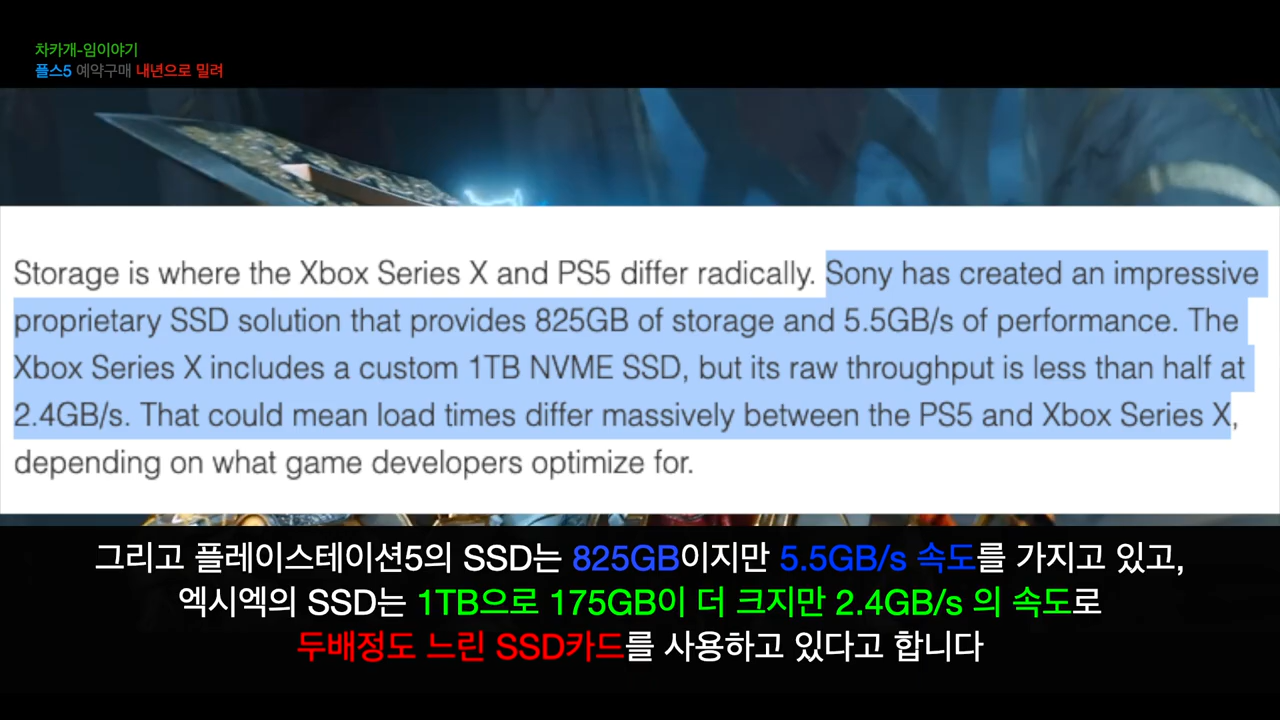 차카개-임이야기
플스5 예약구매 내년으로 밀려
Storage is where the Xbox Series X and PS5 differ radically. Sony has created an impressive
proprietary SSD solution that provides 825GB of storage and 5.5GB/s of performance. The
Xbox Series X includes a custom 1TB NVME SSD, but its raw throughput is less than half at
2.4GB/s. That could mean load times differ massively between the PS5 and Xbox Series X,
depending on what game developers optimize for.
그리고 플레이스테이션5의 SSD는 825GB이지만 5.5GB/s 속도를 가지고 있고,
엑시엑의 SSD는 1TB으로 175GB이 더 크지만 2.4GB/s 의 속도로
두배정도 느린 SSD카드를 사용하고 있다고 합니다